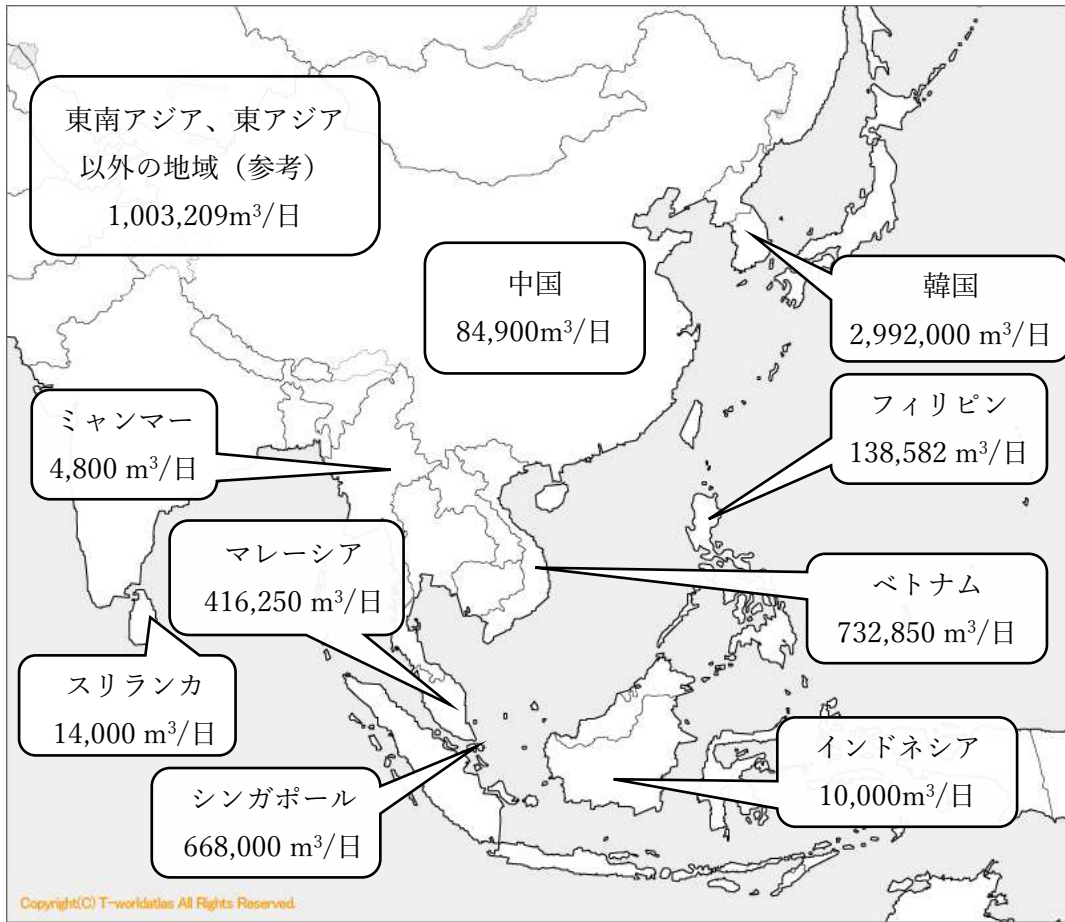 東南アジア、東アジア
以外の地域（参考）
1,003,209m³/日
中国
84,900m³/日
韓国
2,992,000 m³/日
ミャンマー
4,800 m³/日
フィリピン
138,582 m³/日
マレーシア
416,250 m³/日
ベトナム
732,850 m³/日
スリランカ
14,000 m³/日
インドネシア
10,000m³/日
シンガポール
668,000 m³/日
Copyright(C) T-worldatlas All Rights Reserved.